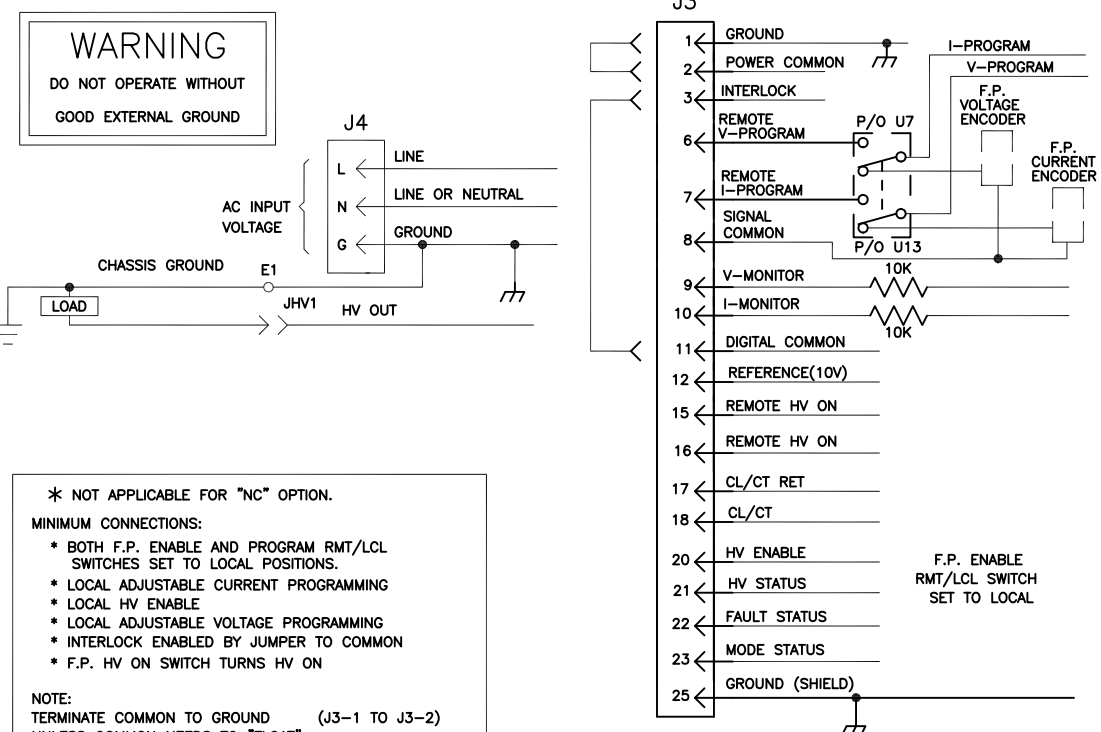 WARNING
DO NOT OPERATE WITHOUT
GOOD EXTERNAL GROUND
J4
L
LINE
N
LINE OR NEUTRAL
G
GROUND
AC INPUT
VOLTAGE
CHASSIS GROUND
E1
LOAD
JHV1
HV OUT
* NOT APPLICABLE FOR "NC" OPTION.
MINIMUM CONNECTIONS:
* BOTH F.P. ENABLE AND PROGRAM RMT/LCL
SWITCHES SET TO LOCAL POSITIONS.
* LOCAL ADJUSTABLE CURRENT PROGRAMMING
* LOCAL HV ENABLE
* LOCAL ADJUSTABLE VOLTAGE PROGRAMMING
* INTERLOCK ENABLED BY JUMPER TO COMMON
* F.P. HV ON SWITCH TURNS HV ON
NOTE:
TERMINATE COMMON TO GROUND (J3-1 TO J3-2)
UNLESS COMMON NEEDS TO "FLOAT"
J3
1 GROUND
2 POWER COMMON
3 INTERLOCK
6 REMOTE
V-PROGRAM
7 REMOTE
I-PROGRAM
8 SIGNAL
COMMON
9 V-MONITOR
10 I-MONITOR
11 DIGITAL COMMON
12 REFERENCE(10V)
15 REMOTE HV ON
16 REMOTE HV ON
17 CL/CT RET
18 CL/CT
20 HV ENABLE
21 HV STATUS
22 FAULT STATUS
23 MODE STATUS
25 GROUND (SHIELD)
I-PROGRAM
V-PROGRAM
P/O U7
F.P.
VOLTAGE
ENCODER
F.P.
CURRENT
ENCODER
P/O U13
10K
10K
F.P. ENABLE
RMT/LCL SWITCH
SET TO LOCAL